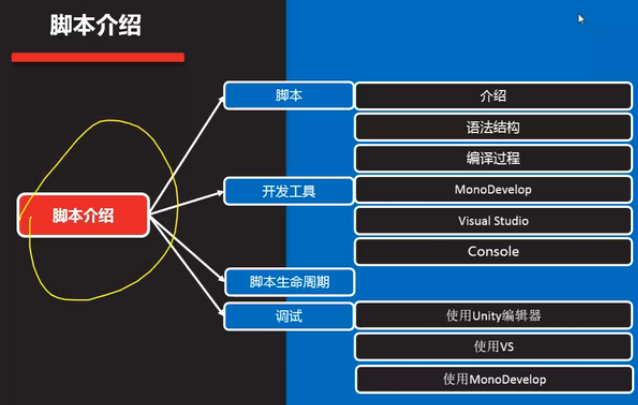 脚本介绍
脚本介绍
脚本
介绍
语法结构
编译过程
开发工具
MonoDevelop
Visual Studio
Console
脚本生命周期
调试
使用Unity编辑器
使用VS
使用MonoDevelop